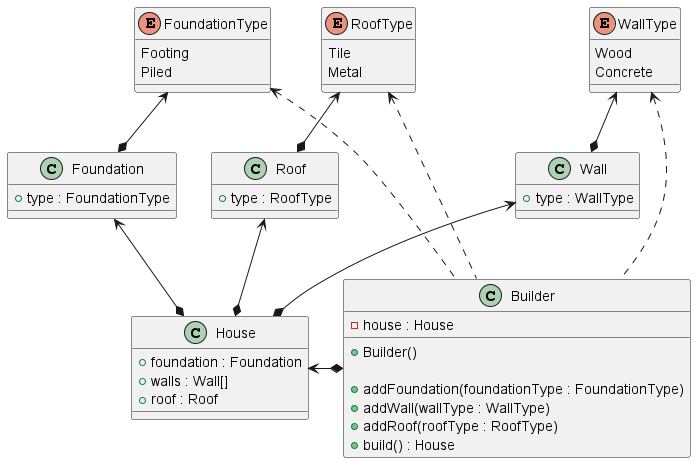 E FoundationType
Footing
Piled
E RoofType
Tile
Metal
E WallType
Wood
Concrete
C Foundation
type : FoundationType
C Roof
type : RoofType
C Wall
type : WallType
C House
foundation : Foundation
walls : Wall[]
roof : Roof
C Builder
house : House
Builder()
addFoundation(foundationType : FoundationType)
addWall(wallType : WallType)
addRoof(roofType : RoofType)
build() : House